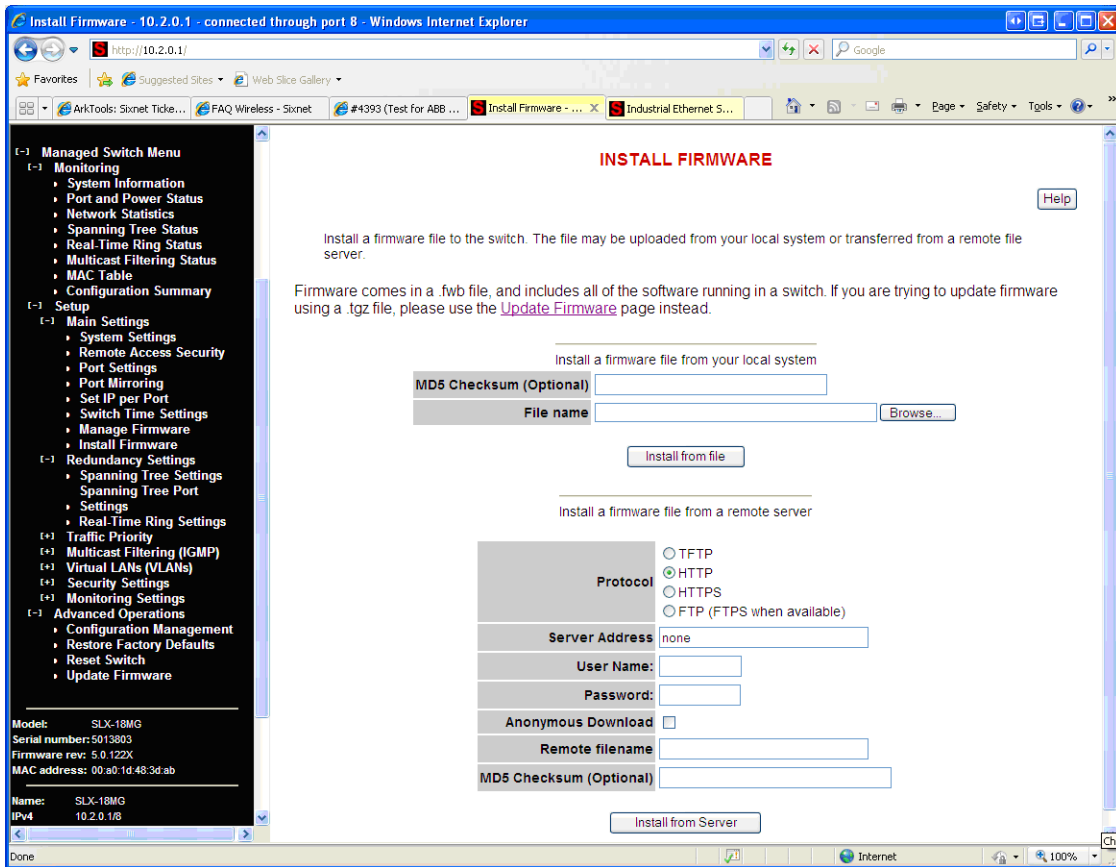 Install Firmware - 10.2.0.1 - connected through port 8 - Windows Internet Explorer
http://10.2.0.1/
Google
Favorites
Suggested Sites
Web Slice Gallery
ArkTools: Sixnet Ticke...
FAQ Wireless - Sixnet
#4393 (Test for ABB ...
Install Firmware - ...
Industrial Ethernet S...
Page
Safety
Tools
[-] Managed Switch Menu
[-] Monitoring
System Information
Port and Power Status
Network Statistics
Spanning Tree Status
Real-Time Ring Status
Multicast Filtering Status
MAC Table
Configuration Summary
[-] Setup
[-] Main Settings
System Settings
Remote Access Security
Port Settings
Port Mirroring
Set IP per Port
Switch Time Settings
Manage Firmware
Install Firmware
[-] Redundancy Settings
Spanning Tree Settings
Spanning Tree Port
Settings
Real-Time Ring Settings
[+] Traffic Priority
[+] Multicast Filtering (IGMP)
[+] Virtual LANs (VLANs)
[+] Security Settings
[+] Monitoring Settings
[-] Advanced Operations
Configuration Management
Restore Factory Defaults
Reset Switch
Update Firmware
Model: SLX-18MG
Serial number: 5013803
Firmware rev: 5.0.122X
MAC address: 00:a0:1d:48:3d:ab
Name: SLX-18MG
IPv4 10.2.0.1/8
INSTALL FIRMWARE
Help
Install a firmware file to the switch. The file may be uploaded from your local system or transferred from a remote file
server.
Firmware comes in a .fwb file, and includes all of the software running in a switch. If you are trying to update firmware
using a .tgz file, please use the Update Firmware page instead.
Install a firmware file from your local system
MD5 Checksum (Optional)
File name
Browse...
Install from file
Install a firmware file from a remote server
Protocol
TFTP
HTTP
HTTPS
FTP (FTPS when available)
Server Address none
User Name:
Password:
Anonymous Download
Remote filename
MD5 Checksum (Optional)
Install from Server
Ch
Done
Internet
100%